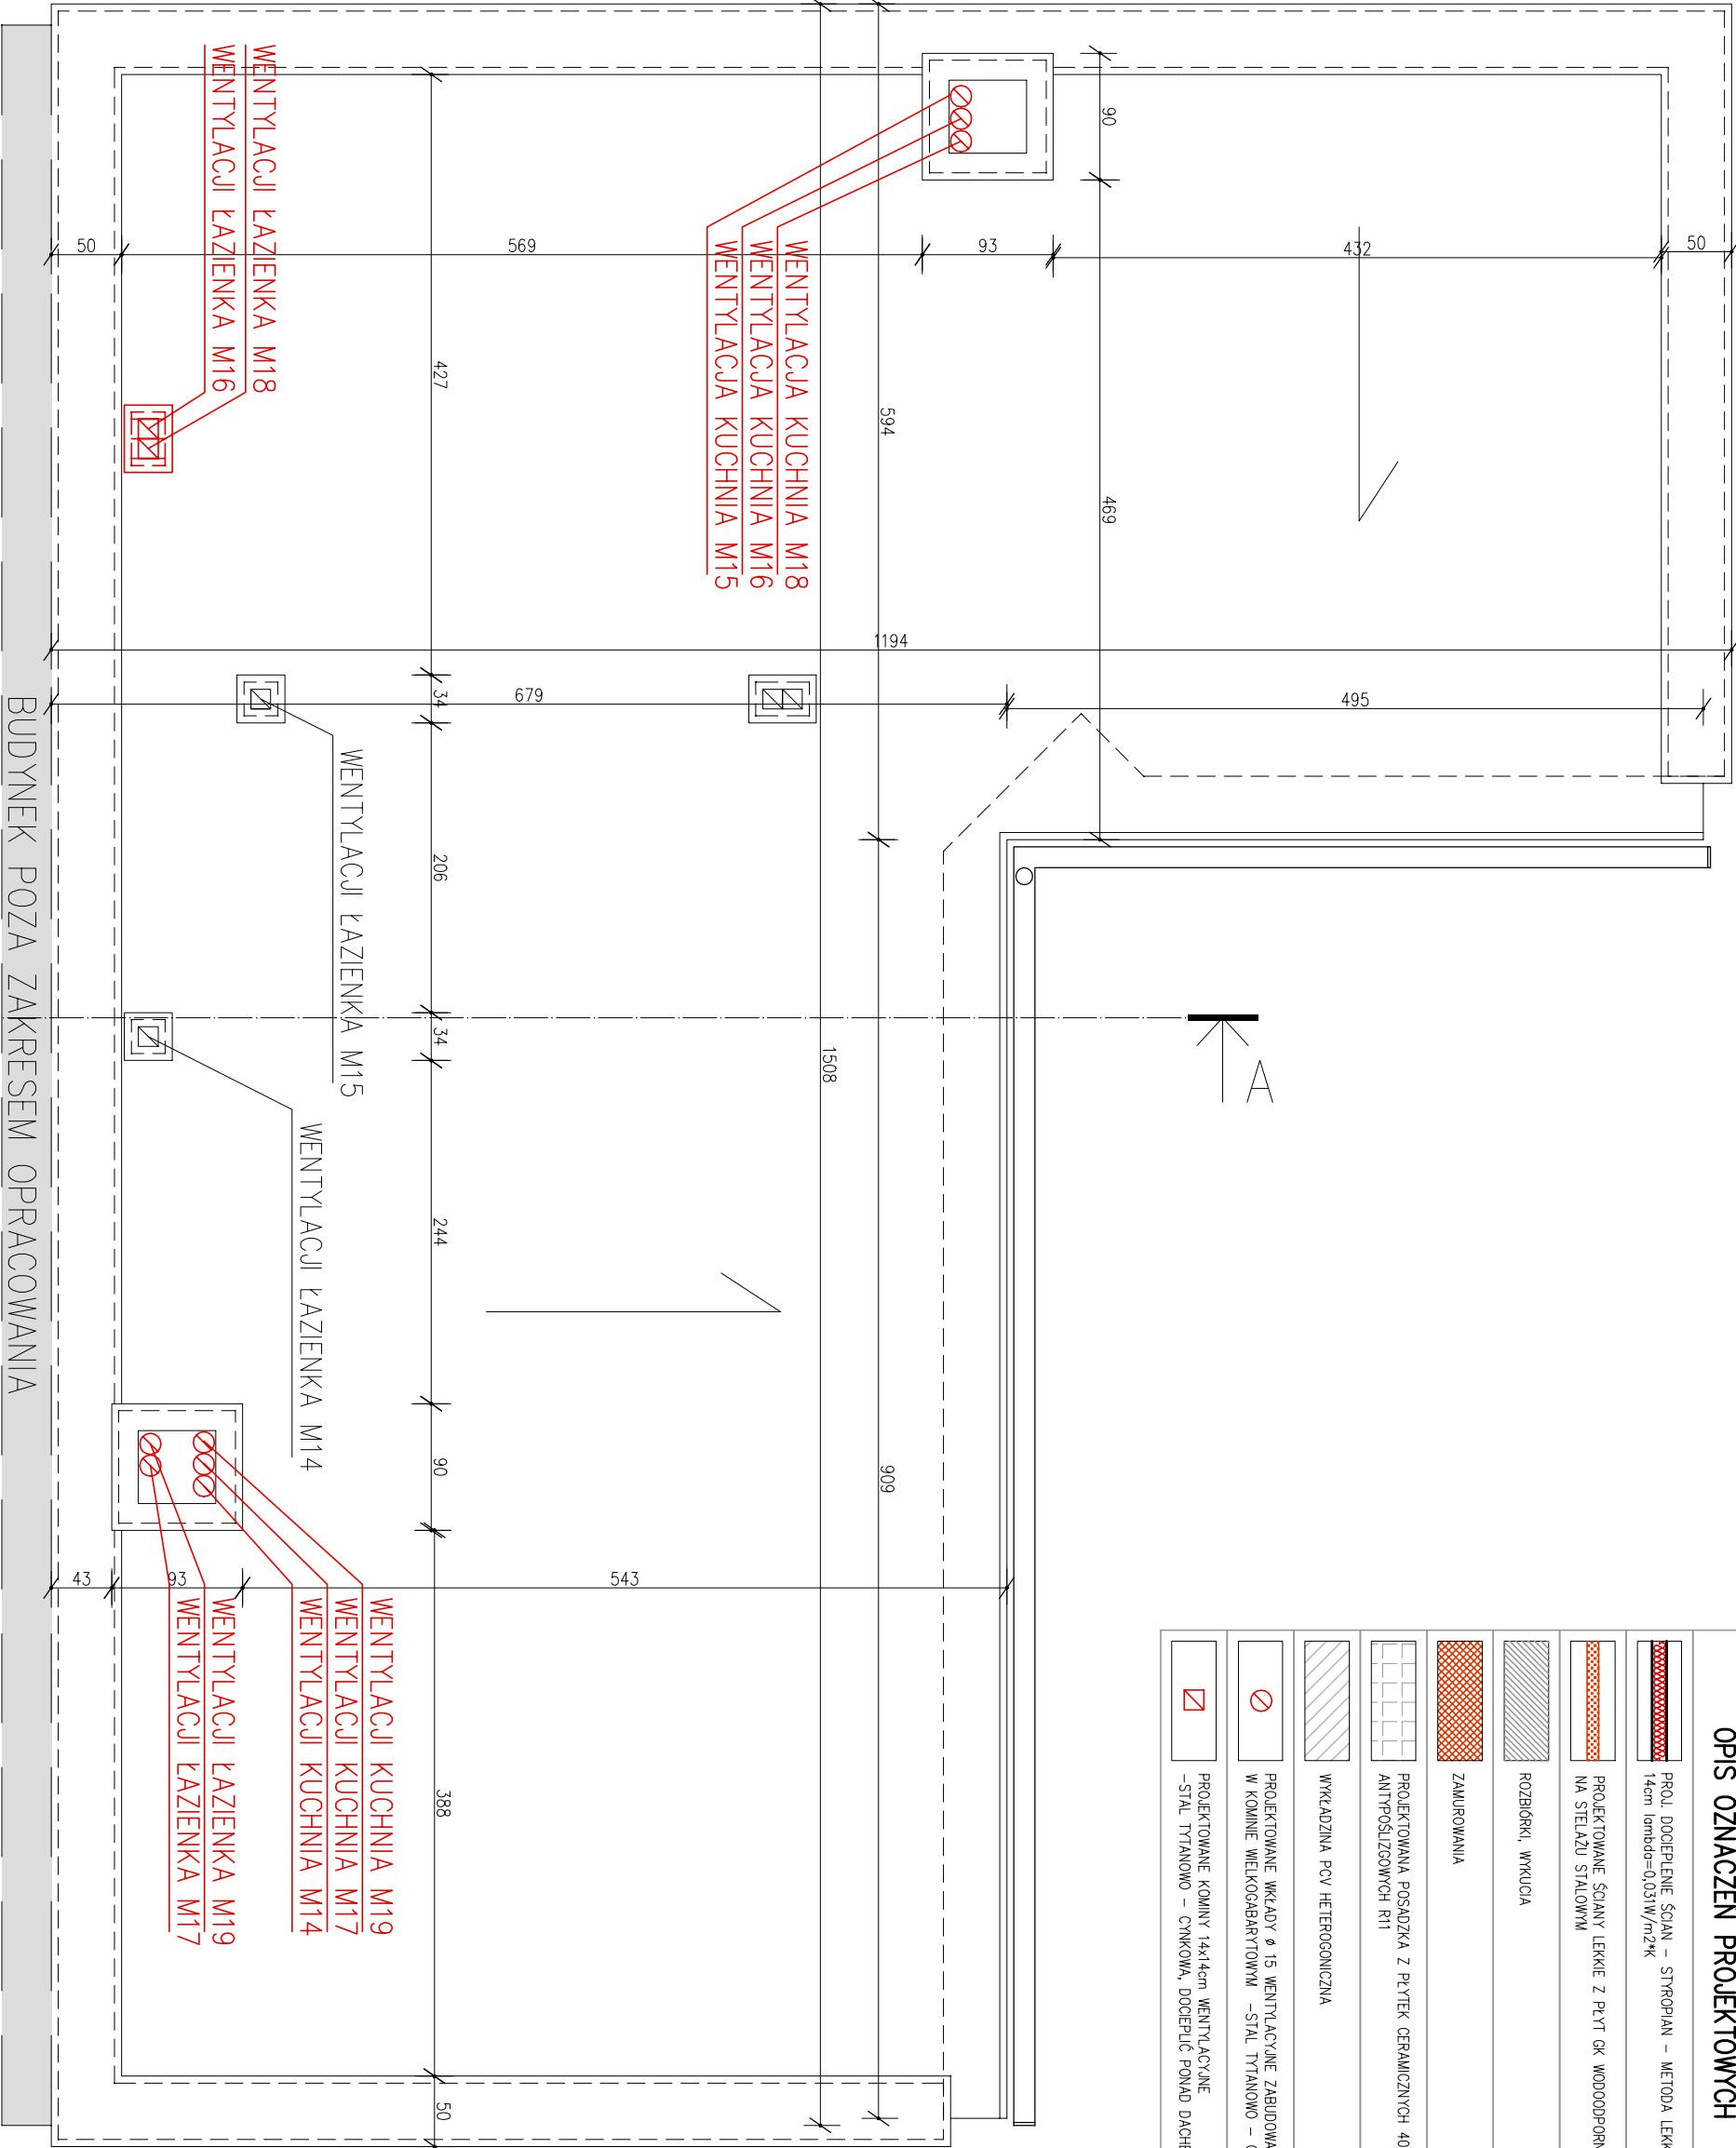 OPIS OZNACZEŃ PROJEKTOWYCH
PROJ. DOCIEPLENIE ŚCIAN – STYROPIAN – METODA
14cm lambda=0,031W/m2*K
PROJEKTOWANE ŚCIANY LEKKIE Z PŁYT GK
NA STELAŻU STALOWYM
ROZBIÓRKI, WYKUCIA
ZAMUROWANIA
PROJEKTOWANA POSADZKA Z PŁYTEK CERAMICZNYCH
ANTYPOŚLIZGOWYCH R11
WYKŁADZINA PCV HETEROGONICZNA
PROJEKTOWANE WKŁADY ø 15 WENTYLACYJNE
W KOMINIE WIELKOGABARYTOWYM –STAL TYTANOWO –
PROJEKTOWANE KOMINY 14x14cm WENTYLACYJNE
–STAL TYTANOWO – CYNKOWA, DOCIEPLIĆ PONAD
A
50
432
93
569
50
90
469
594
909
1508
1194
495
679
427
34
206
34
244
90
388
50
543
93
43
WENTYLACJA KUCHNIA M18
WENTYLACJA KUCHNIA M16
WENTYLACJA KUCHNIA M15
WENTYLACJI ŁAZIENKA M18
WENTYLACJI ŁAZIENKA M16
WENTYLACJI ŁAZIENKA M15
WENTYLACJI ŁAZIENKA M14
WENTYLACJI KUCHNIA M19
WENTYLACJI KUCHNIA M17
WENTYLACJI KUCHNIA M14
WENTYLACJI ŁAZIENKA M19
WENTYLACJI ŁAZIENKA M17
BUDYNEK POZA ZAKRESEM OPRACOWANIA